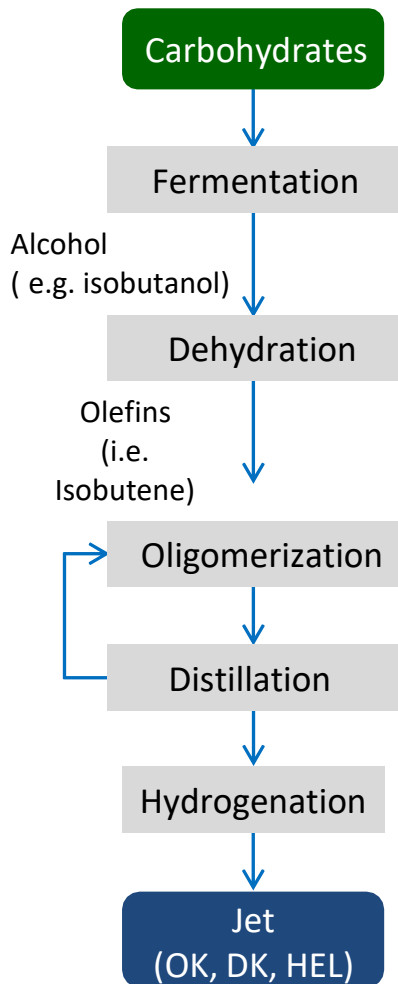 Carbohydrates
Fermentation
Alcohol
( e.g. isobutanol)
Dehydration
Olefins
(i.e.
Isobutene)
Oligomerization
Distillation
Hydrogenation
Jet
(OK, DK, HEL)